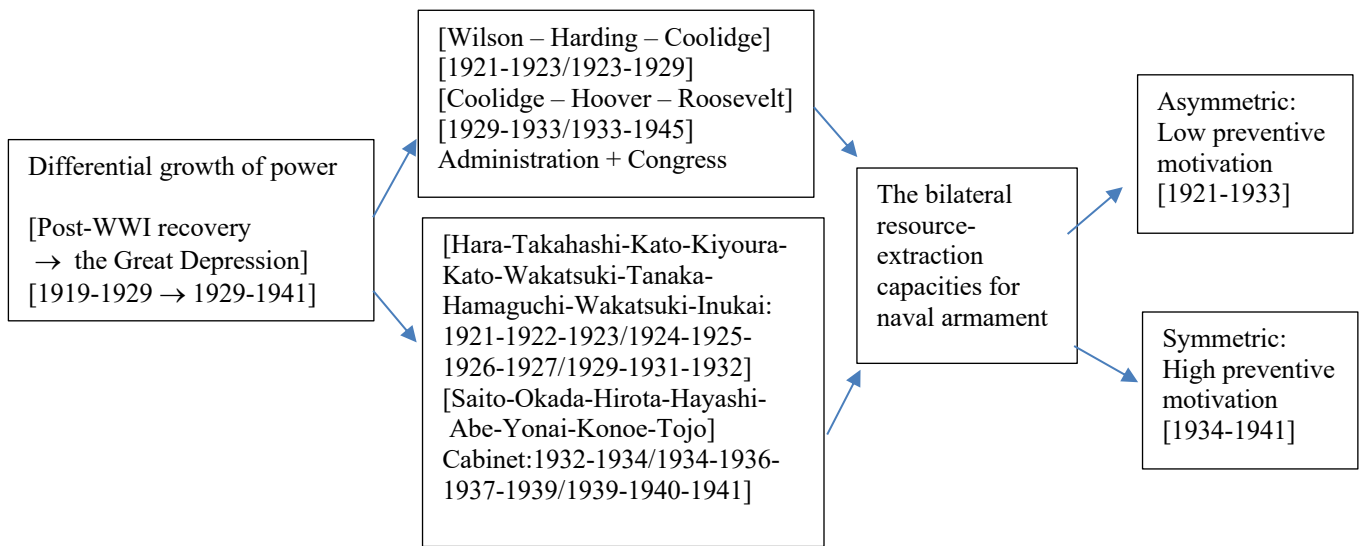 Differential growth of power
[Post-WWI recovery
→ the Great Depression]
[1919-1929 → 1929-1941]
[Wilson – Harding – Coolidge]
[1921-1923/1923-1929]
[Coolidge – Hoover – Roosevelt]
[1929-1933/1933-1945]
Administration + Congress
[Hara-Takahashi-Kato-Kiyoura-
Kato-Wakatsuki-Tanaka-
Hamaguchi-Wakatsuki-Inukai:
1921-1922-1923/1924-1925-
1926-1927/1929-1931-1932]
[Saito-Okada-Hirota-Hayashi-
Abe-Yonai-Konoe-Tojo]
Cabinet:1932-1934/1934-1936-
1937-1939/1939-1940-1941]
The bilateral
resource-
extraction
capacities for
naval armament
Asymmetric:
Low preventive
motivation
[1921-1933]
Symmetric:
High preventive
motivation
[1934-1941]